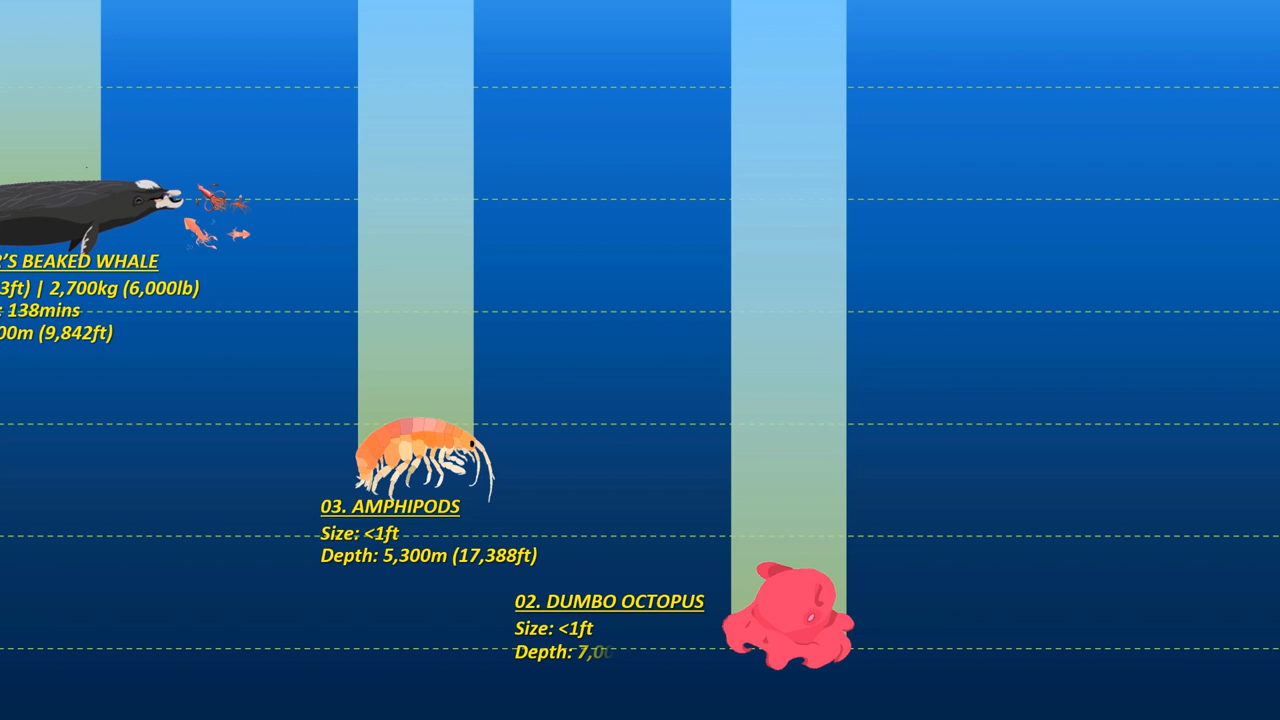 'S BEAKED WHALE
3ft) | 2,700kg (6,000lb)
: 138mins
00m (9,842ft)
03. AMPHIPODS
Size: <1ft
Depth: 5,300m (17,388ft)
02. DUMBO OCTOPUS
Size: <1ft
Depth: 7,00